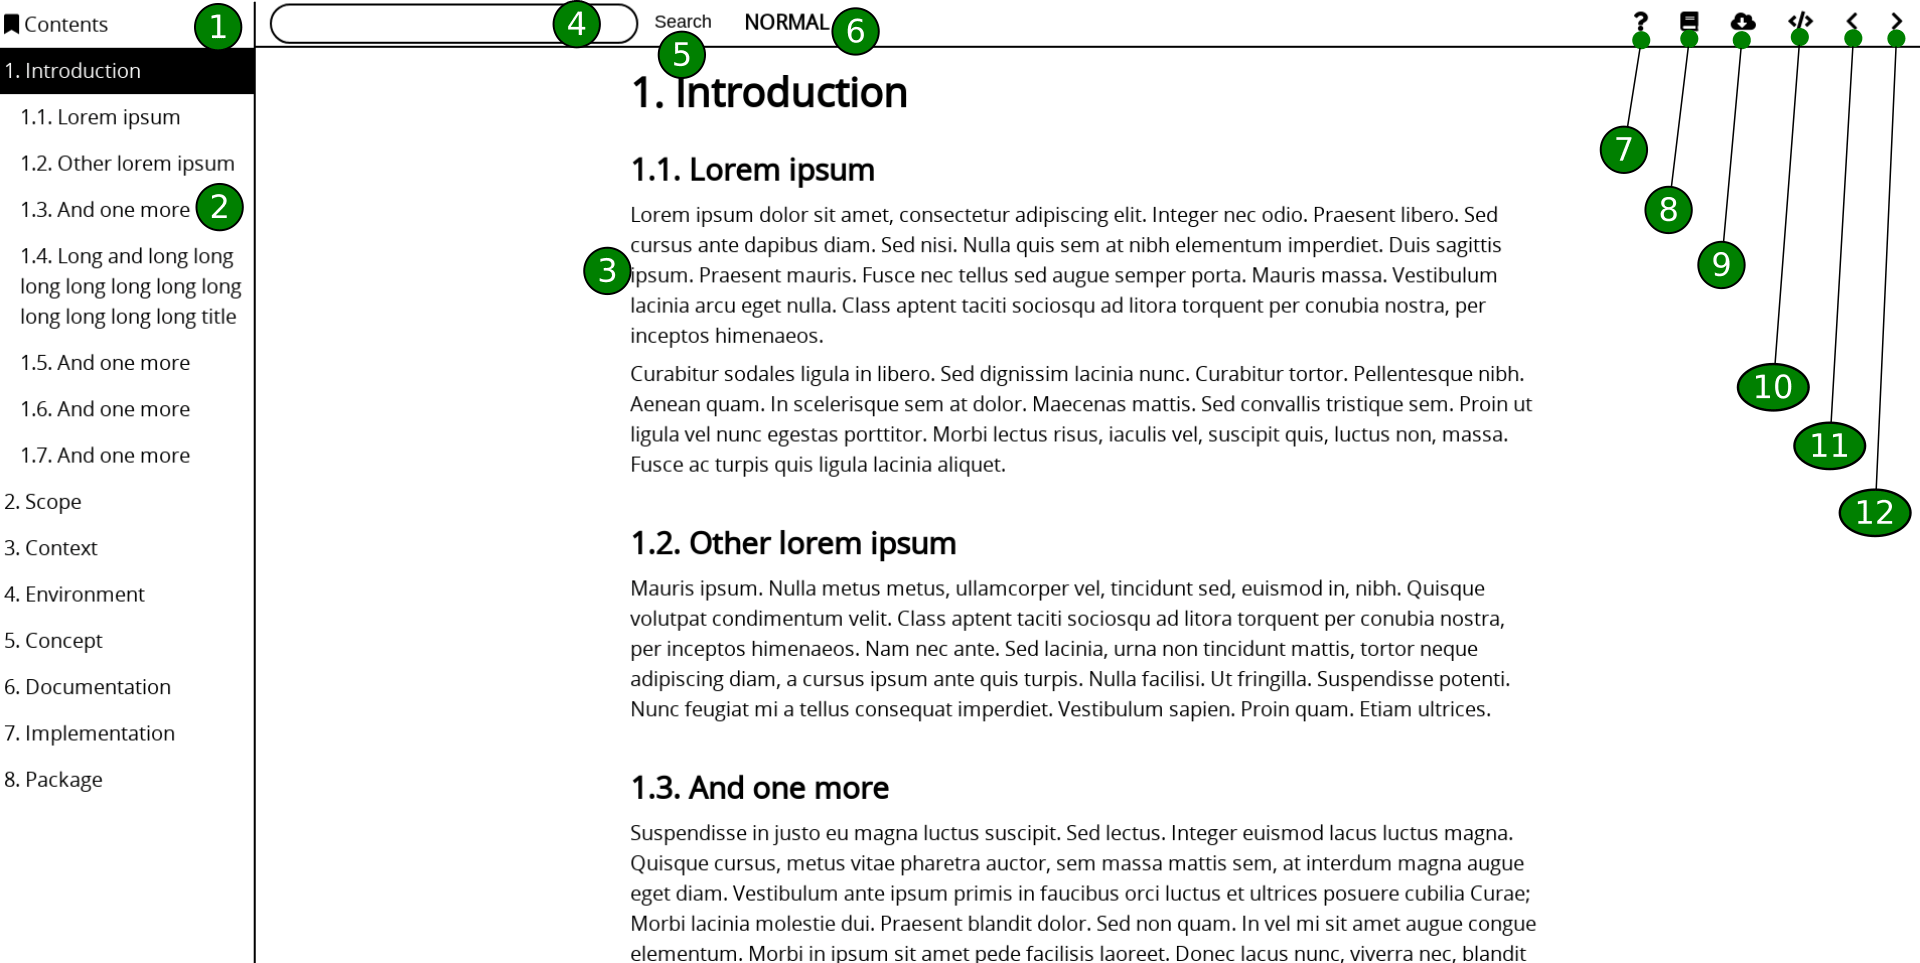 Contents 1
1. Introduction
1.1. Lorem ipsum
1.2. Other lorem ipsum
1.3. And one more 2
1.4. Long and long long
long long long long long
long long long long title
1.5. And one more
1.6. And one more
1.7. And one more
2. Scope
3. Context
4. Environment
5. Concept
6. Documentation
7. Implementation
8. Package
4 Search NORMAL 6 ? </> < >
5
1. Introduction
1.1. Lorem ipsum
Lorem ipsum dolor sit amet, consectetur adipiscing elit. Integer nec odio. Praesent libero. Sed
cursus ante dapibus diam. Sed nisi. Nulla quis sem at nibh elementum imperdiet. Duis sagittis
3 ipsum. Praesent mauris. Fusce nec tellus sed augue semper porta. Mauris massa. Vestibulum
lacinia arcu eget nulla. Class aptent taciti sociosqu ad litora torquent per conubia nostra, per
inceptos himenaeos.
Curabitur sodales ligula in libero. Sed dignissim lacinia nunc. Curabitur tortor. Pellentesque nibh.
Aenean quam. In scelerisque sem at dolor. Maecenas mattis. Sed convallis tristique sem. Proin ut
ligula vel nunc egestas porttitor. Morbi lectus risus, iaculis vel, suscipit quis, luctus non, massa.
Fusce ac turpis quis ligula lacinia aliquet.
1.2. Other lorem ipsum
Mauris ipsum. Nulla metus metus, ullamcorper vel, tincidunt sed, euismod in, nibh. Quisque
volutpat condimentum velit. Class aptent taciti sociosqu ad litora torquent per conubia nostra,
per inceptos himenaeos. Nam nec ante. Sed lacinia, urna non tincidunt mattis, tortor neque
adipiscing diam, a cursus ipsum ante quis turpis. Nulla facilisi. Ut fringilla. Suspendisse potenti.
Nunc feugiat mi a tellus consequat imperdiet. Vestibulum sapien. Proin quam. Etiam ultrices.
1.3. And one more
Suspendisse in justo eu magna luctus suscipit. Sed lectus. Integer euismod lacus luctus magna.
Quisque cursus, metus vitae pharetra auctor, sem massa mattis sem, at interdum magna augue
eget diam. Vestibulum ante ipsum primis in faucibus orci luctus et ultrices posuere cubilia Curae;
Morbi lacinia molestie dui. Praesent blandit dolor. Sed non quam. In vel mi sit amet augue congue
elementum. Morbi in ipsum sit amet pede facilisis laoreet. Donec lacus nunc, viverra nec, blandit
7
8
9
10
11
12